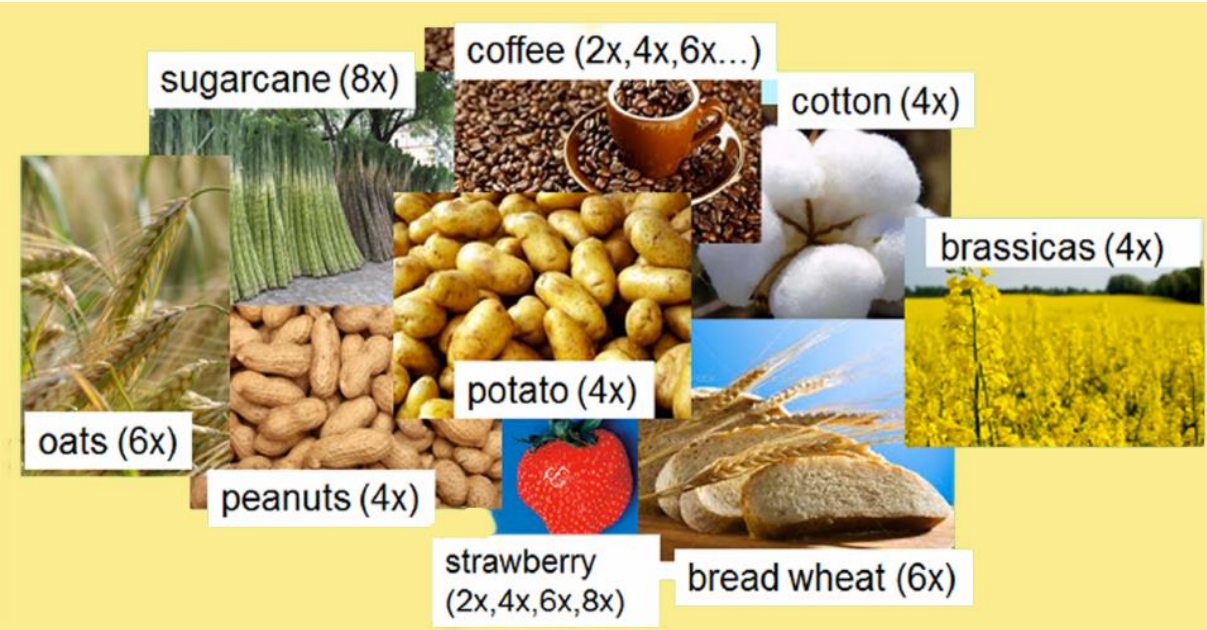 coffee (2x,4x,6x...)
sugarcane (8x)
cotton (4x)
brassicas (4x)
potato (4x)
oats (6x)
peanuts (4x)
strawberry
(2x,4x,6x,8x)
bread wheat (6x)